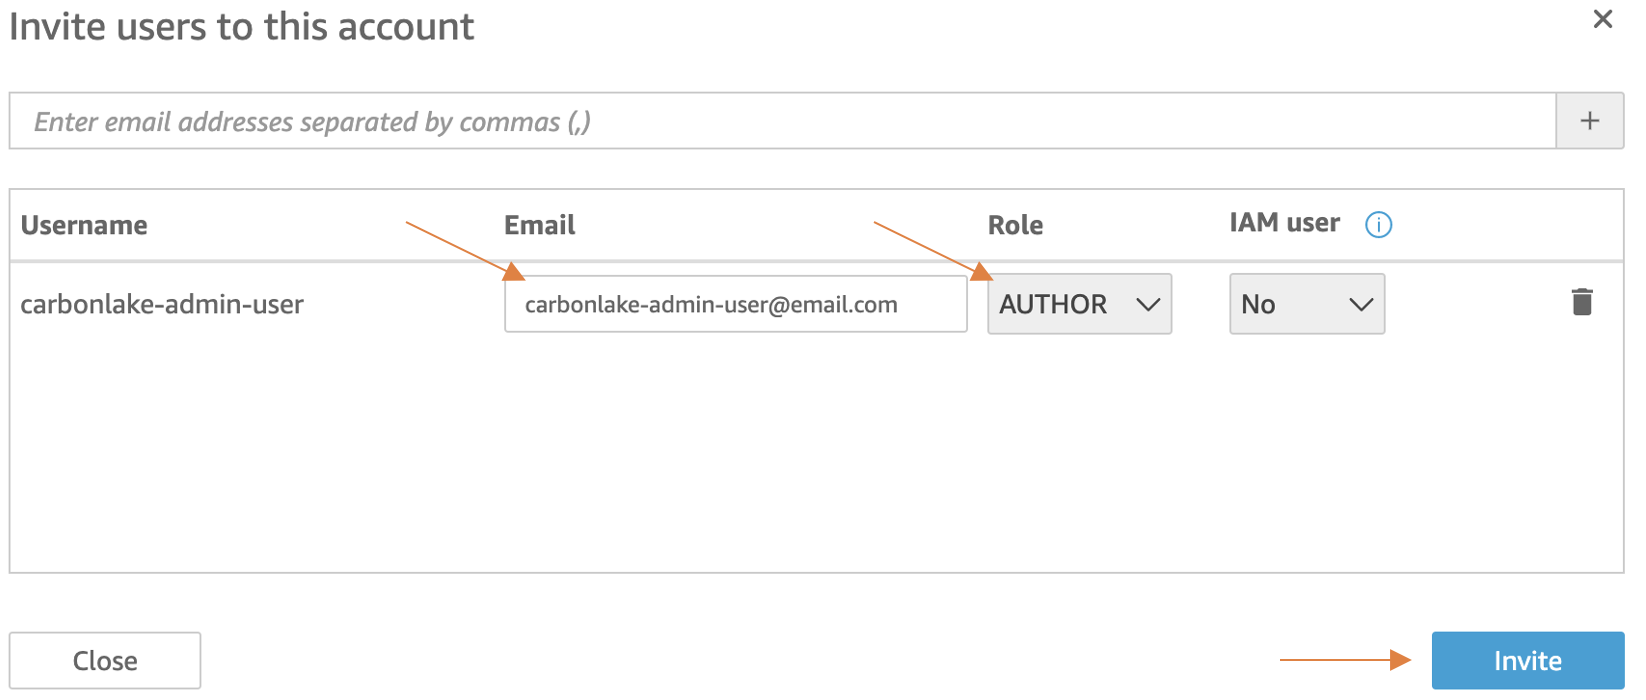 Invite users to this account
Enter email addresses separated by commas (,)
Username Email Role IAM user
carbonlake-admin-user carbonlake-admin-user@email.com AUTHOR No
Close Invite